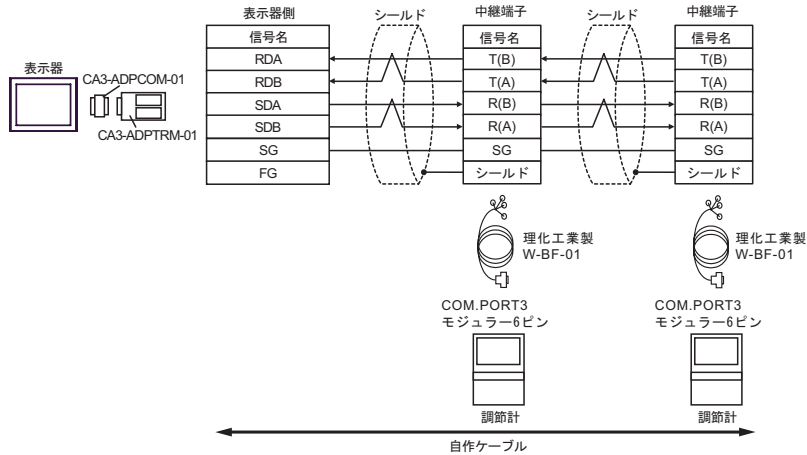 表示器側
シールド
中継端子
シールド
中継端子
信号名
信号名
信号名
表示器
CA3-ADPCOM-01
CA3-ADPTRM-01
RDA
T(B)
T(B)
RDB
T(A)
T(A)
SDA
R(B)
R(B)
SDB
R(A)
R(A)
SG
SG
SG
FG
シールド
シールド
理化工業製
W-BF-01
理化工業製
W-BF-01
COM.PORT3
モジュラー6ピン
COM.PORT3
モジュラー6ピン
調節計
調節計
自作ケーブル